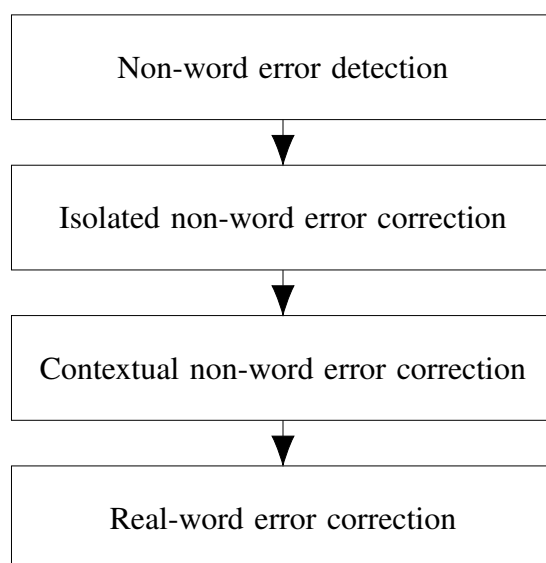 Non-word error detection
Isolated non-word error correction
Contextual non-word error correction
Real-word error correction